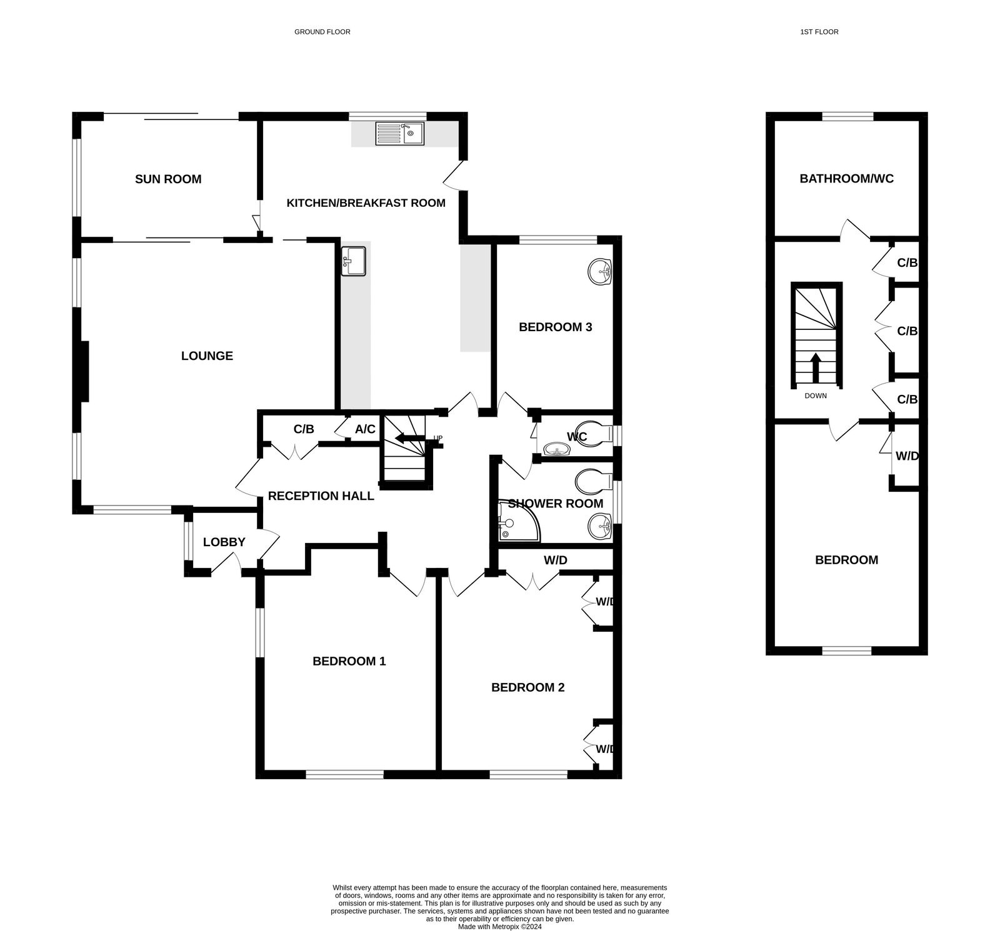 GROUND FLOOR
1ST FLOOR
SUN ROOM
KITCHEN/BREAKFAST ROOM
LOUNGE
BEDROOM 3
C/B
A/C
UP
WC
RECEPTION HALL
SHOWER ROOM
LOBBY
W/D
W/D
BEDROOM 1
BEDROOM 2
W/D
BATHROOM/WC
C/B
C/B
DOWN
C/B
W/D
BEDROOM
Whilst every attempt has been made to ensure the accuracy of the floorplan contained here, measurements
of doors, windows, rooms and any other items are approximate and no responsibility is taken for any error,
omission or mis-statement. This plan is for illustrative purposes only and should be used as such by any
prospective purchaser. The services, systems and appliances shown have not been tested and no guarantee
as to their operability or efficiency can be given.
Made with Metropix ©2024